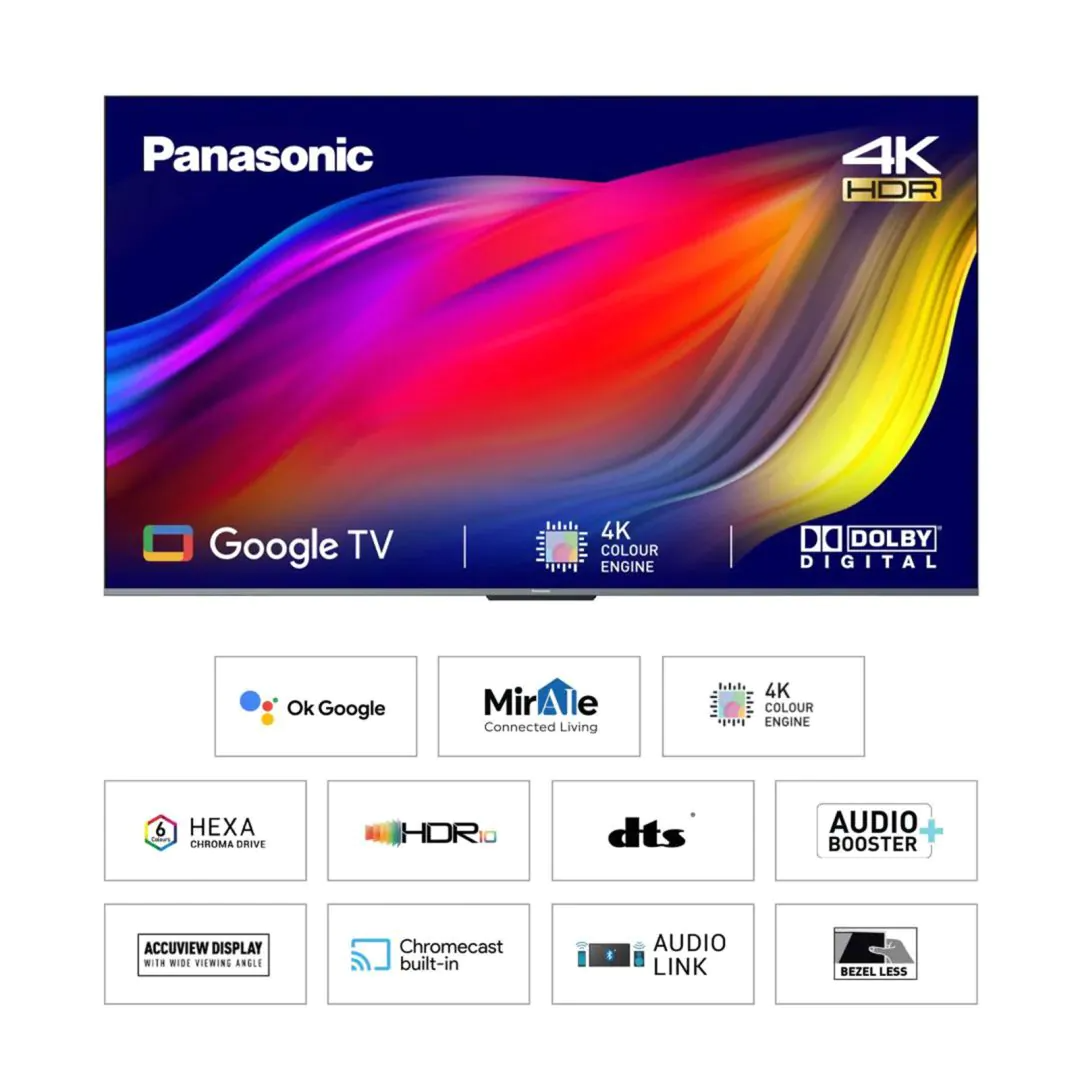 Panasonic
4K
HDR
Google TV
4K
COLOUR
ENGINE
DOLBY
DIGITAL
Panasonic
Ok Google
MirAIe
Connected Living
4K
COLOUR
ENGINE
6
Colours
HEXA
CHROMA DRIVE
HDR10
dts
AUDIO
BOOSTER+
ACCUVIEW DISPLAY
WITH WIDE VIEWING ANGLE
Chromecast
built-in
AUDIO
LINK
BEZEL LESS